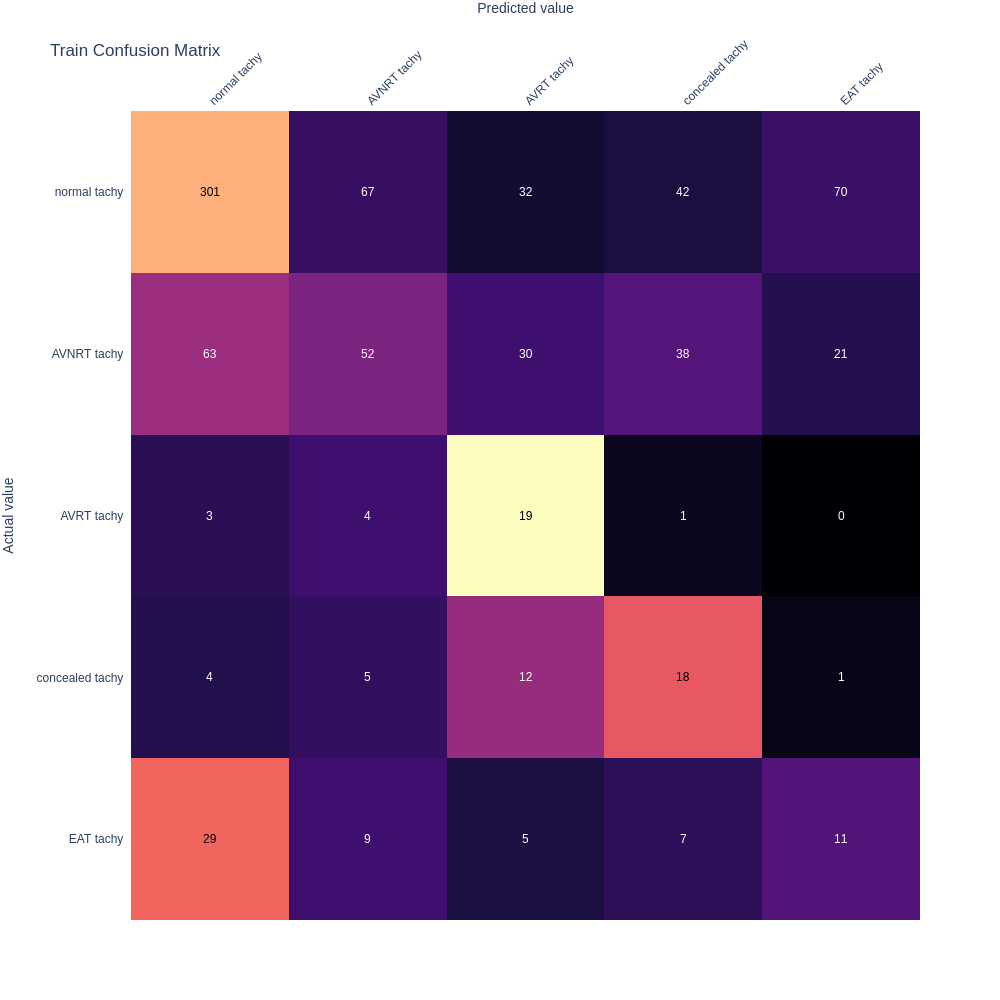 Predicted value
Train Confusion Matrix
normal tachy
AVNRT tachy
AVRT tachy
concealed tachy
EAT tachy
Actual value
normal tachy 301 67 32 42 70
AVNRT tachy 63 52 30 38 21
AVRT tachy 3 4 19 1 0
concealed tachy 4 5 12 18 1
EAT tachy 29 9 5 7 11